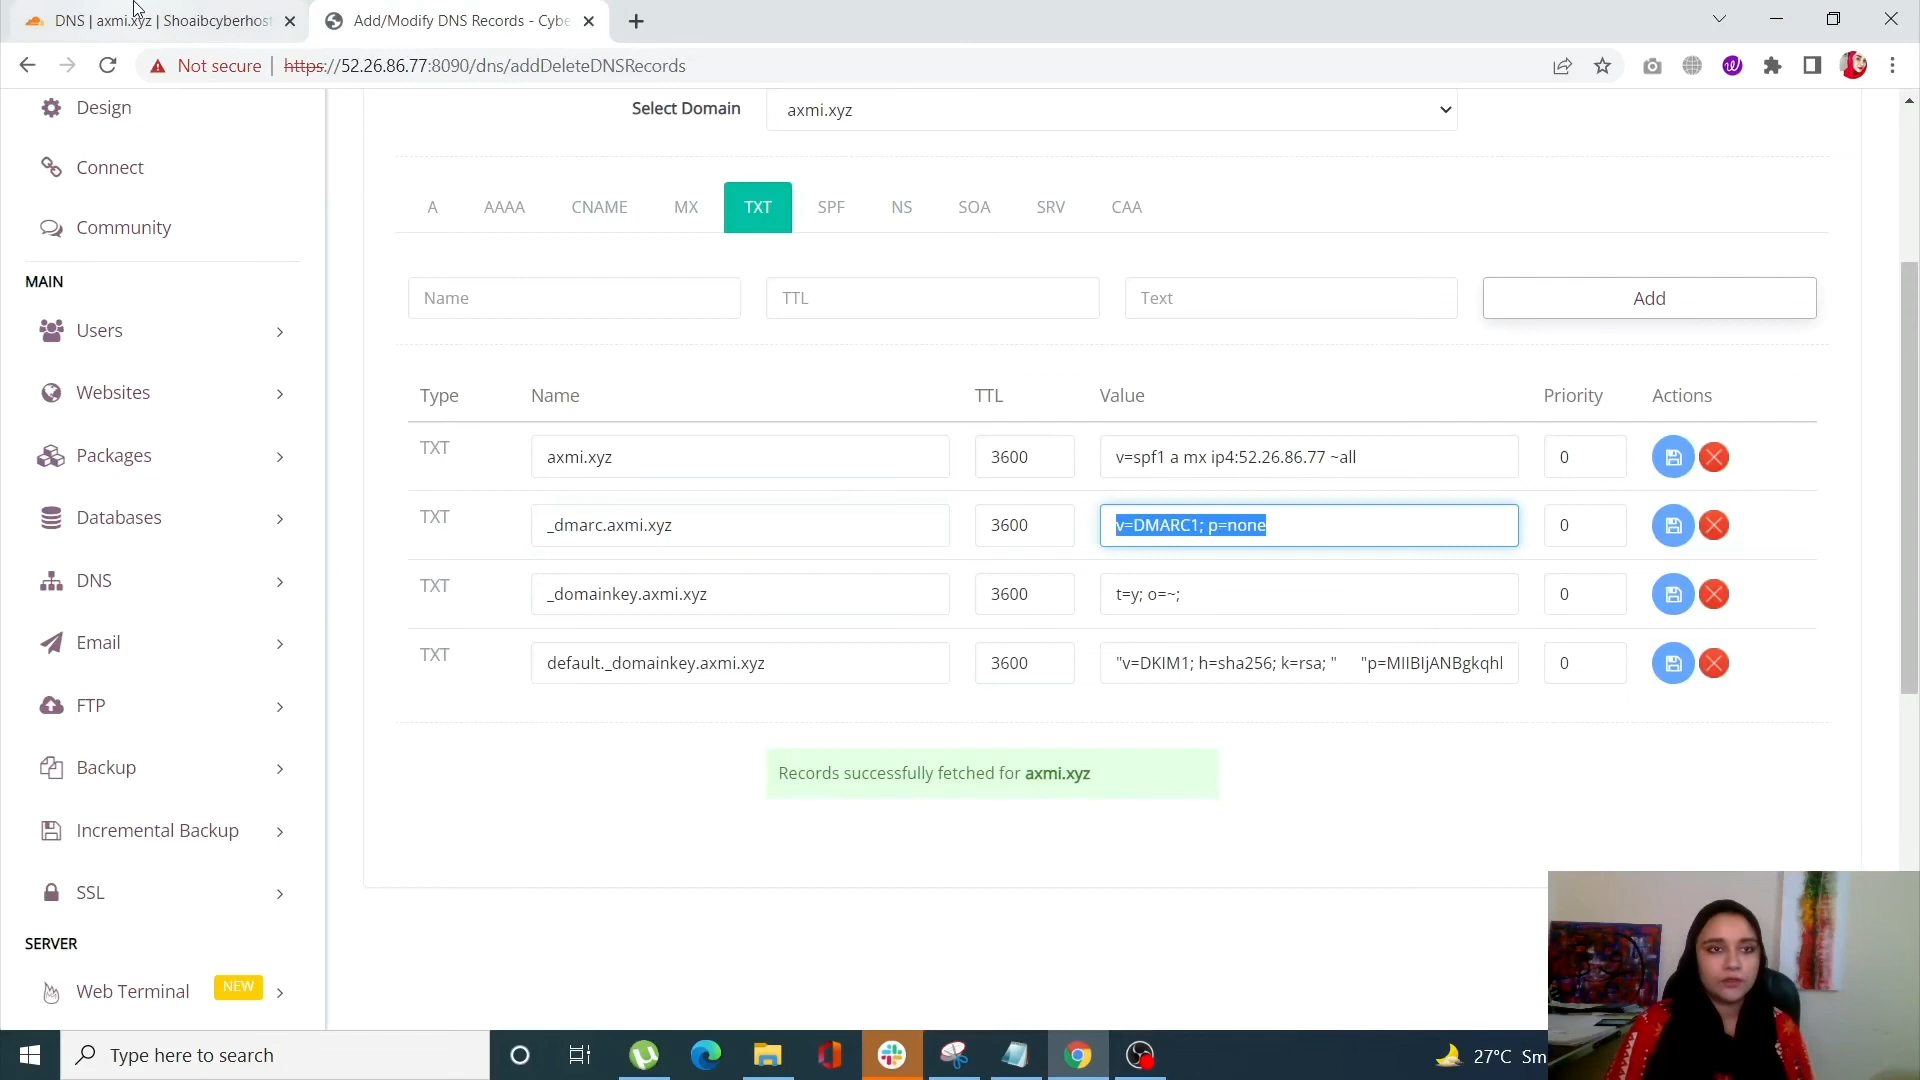 DNS | axmi.xyz | Shoaibcyberhost
Add/Modify DNS Records - Cybe
Not secure | https://52.26.86.77:8090/dns/addDeleteDNSRecords
Design
Connect
Community
MAIN
Users
Websites
Packages
Databases
DNS
Email
FTP
Backup
Incremental Backup
SSL
SERVER
Web Terminal NEW
Select Domain axmi.xyz
A AAAA CNAME MX TXT SPF NS SOA SRV CAA
Name TTL Text Add
Type Name TTL Value Priority Actions
TXT axmi.xyz 3600 v=spf1 a mx ip4:52.26.86.77 ~all 0
TXT _dmarc.axmi.xyz 3600 v=DMARC1; p=none 0
TXT _domainkey.axmi.xyz 3600 t=y; o=~; 0
TXT default._domainkey.axmi.xyz 3600 "v=DKIM1; h=sha256; k=rsa; " "p=MIIBIjANBgkqhl 0
Records successfully fetched for axmi.xyz
Type here to search
27°C Sm